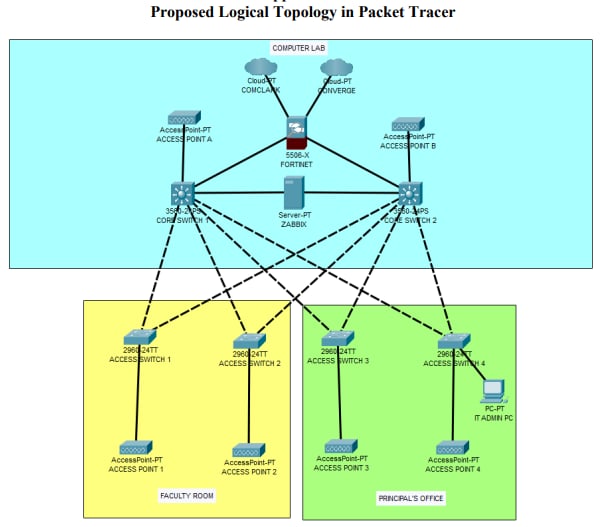 Proposed Logical Topology in Packet Tracer
COMPUTER LAB
Cloud-PT
COMCLARK
Cloud-PT
CONVERGE
AccessPoint-PT
ACCESS POINT A
AccessPoint-PT
ACCESS POINT B
5506-X
FORTINET
3560-24PS
CORE SWITCH 1
Server-PT
ZABBIX
3560-24PS
CORE SWITCH 2
2960-24TT
ACCESS SWITCH 1
2960-24TT
ACCESS SWITCH 2
2960-24TT
ACCESS SWITCH 3
2960-24TT
ACCESS SWITCH 4
PC-PT
IT ADMIN PC
AccessPoint-PT
ACCESS POINT 1
AccessPoint-PT
ACCESS POINT 2
AccessPoint-PT
ACCESS POINT 3
AccessPoint-PT
ACCESS POINT 4
FACULTY ROOM
PRINCIPAL'S OFFICE